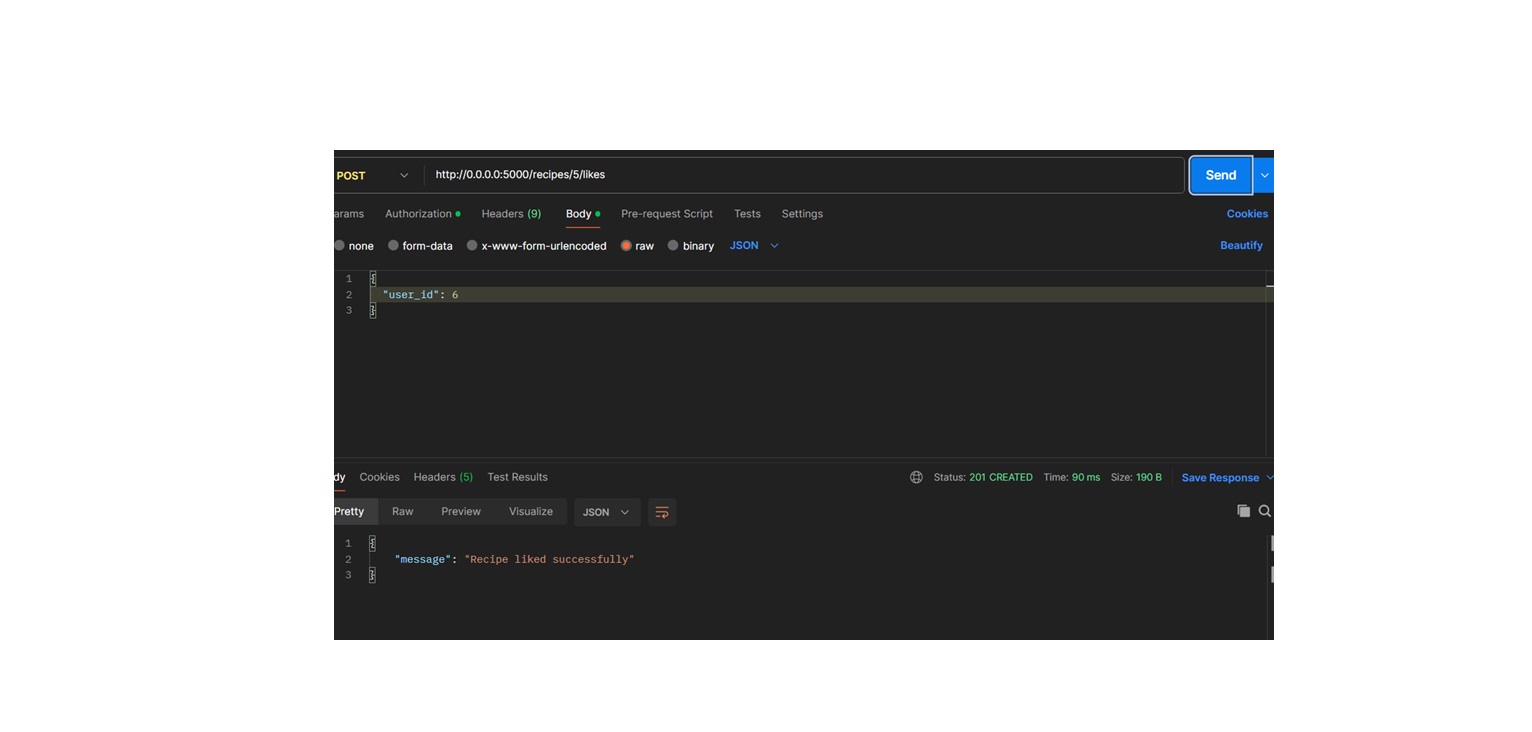 POST http://0.0.0.0:5000/recipes/5/likes Send
arams Authorization Headers (9) Body Pre-request Script Tests Settings Cookies
none form-data x-www-form-urlencoded raw binary JSON Beautify
1 {
2 "user_id": 6
3 }
dy Cookies Headers (5) Test Results Status: 201 CREATED Time: 90 ms Size: 190 B Save Response
Pretty Raw Preview Visualize JSON
1 {
2 "message": "Recipe liked successfully"
3 }